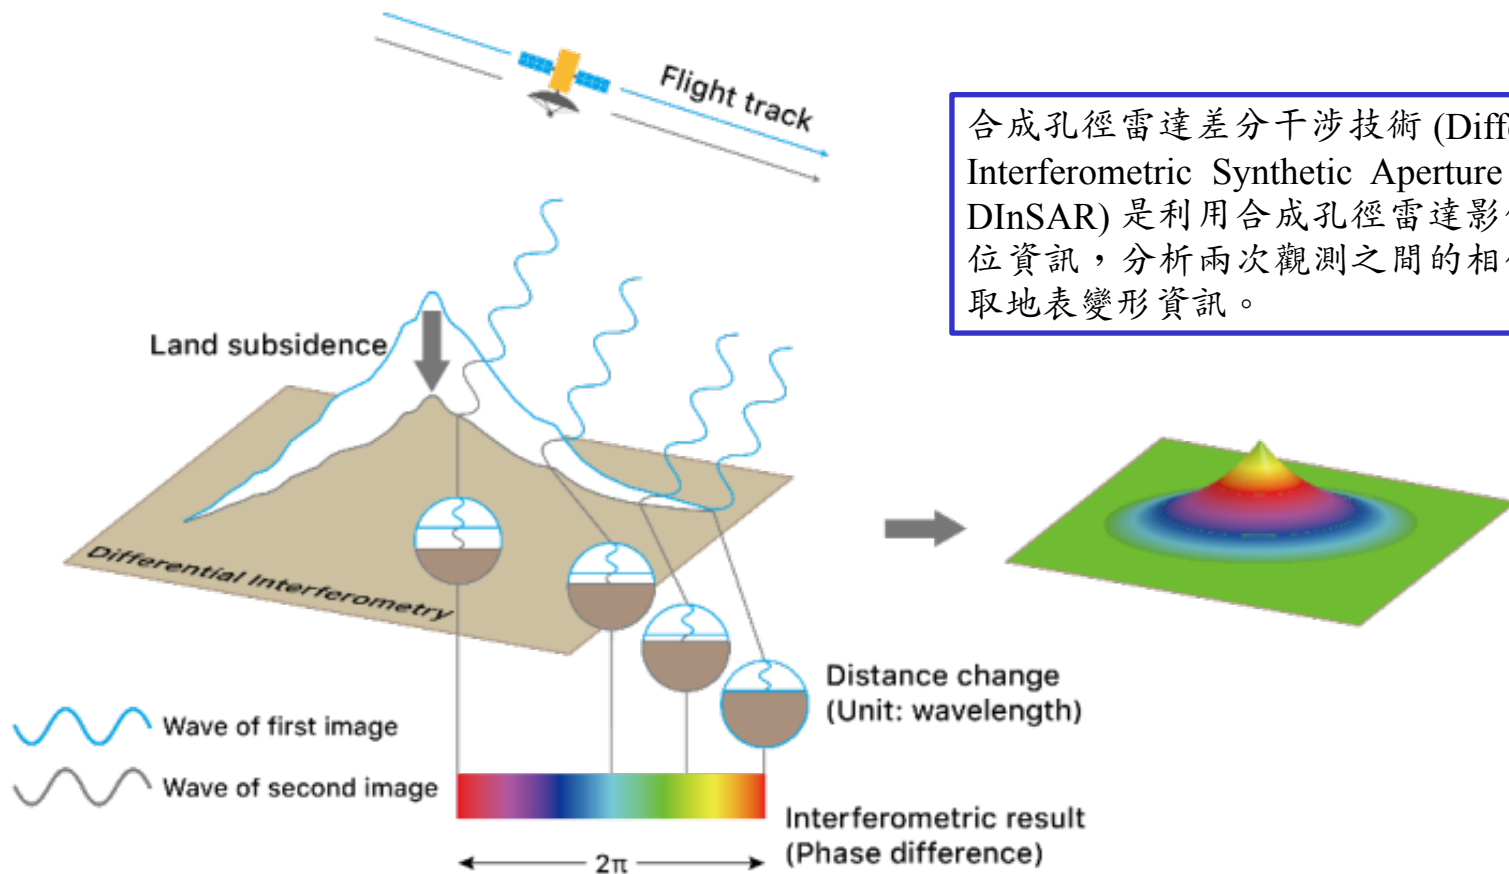 Flight track
合成孔徑雷達差分干涉技術 (Diff
Interferometric Synthetic Aperture
DInSAR) 是利用合成孔徑雷達影
位資訊，分析兩次觀測之間的相
取地表變形資訊。
Land subsidence
Differential Interferometry
Distance change
(Unit: wavelength)
Wave of first image
Wave of second image
Interferometric result
(Phase difference)
2π